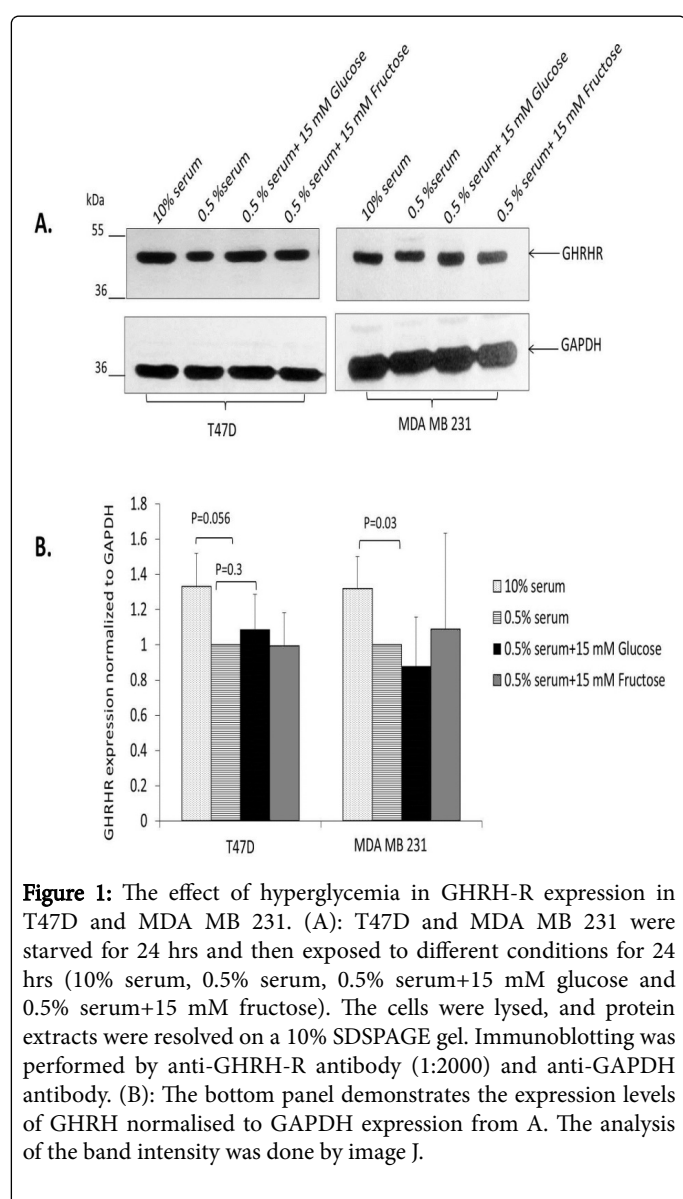 10% serum
0.5 %serum
0.5 % serum+ 15 mM Glucose
0.5 % serum+ 15 mM Fructose
10% serum
0.5 % serum
0.5 % serum+ 15 mM Glucose
0.5 % serum+ 15 mM Fructose
kDa
A.
55
36
GHRHR
36
GAPDH
T47D
MDA MB 231
B.
GHRHR expression normalized to GAPDH
1.8
1.6
1.4
1.2
1
0.8
0.6
0.4
0.2
0
P=0.056
P=0.3
P=0.03
10% serum
0.5% serum
0.5% serum+15 mM Glucose
0.5% serum+15 mM Fructose
T47D
MDA MB 231
Figure 1: The effect of hyperglycemia in GHRH-R expression in
T47D and MDA MB 231. (A): T47D and MDA MB 231 were
starved for 24 hrs and then exposed to different conditions for 24
hrs (10% serum, 0.5% serum, 0.5% serum+15 mM glucose and
0.5% serum+15 mM fructose). The cells were lysed, and protein
extracts were resolved on a 10% SDSPAGE gel. Immunoblotting was
performed by anti-GHRH-R antibody (1:2000) and anti-GAPDH
antibody. (B): The bottom panel demonstrates the expression levels
of GHRH normalised to GAPDH expression from A. The analysis
of the band intensity was done by image J.